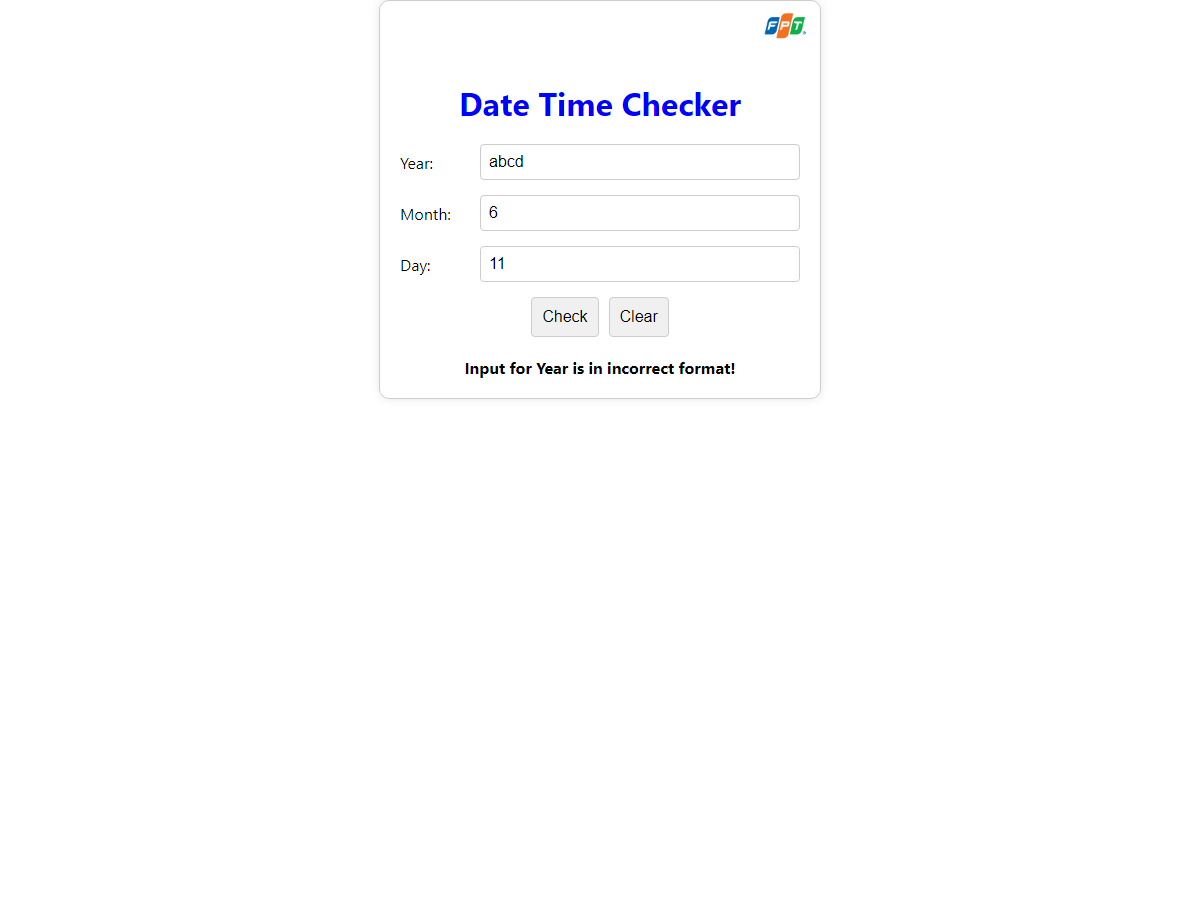 FPT
Date Time Checker
Year: abcd
Month: 6
Day: 11
Check Clear
Input for Year is in incorrect format!